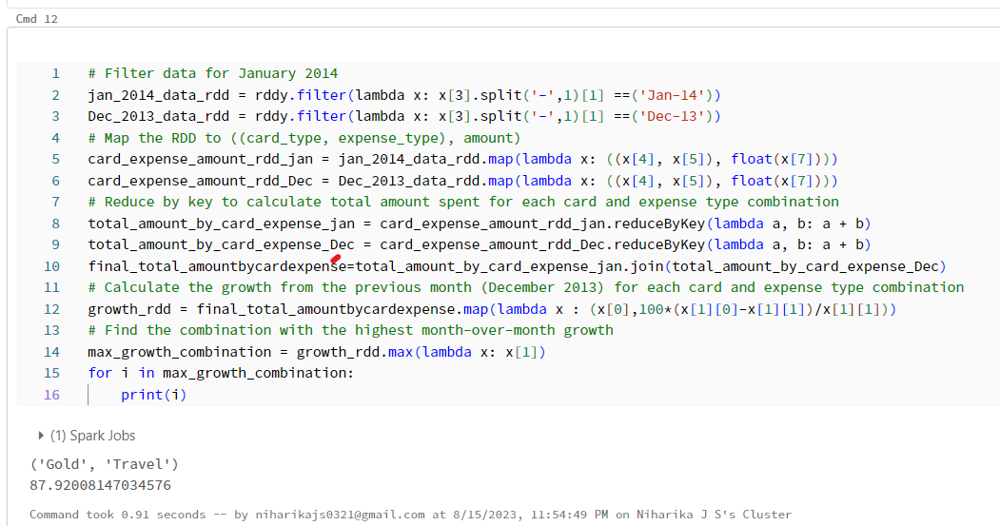 Cmd 12
1 # Filter data for January 2014
2 jan_2014_data_rdd = rddy.filter(lambda x: x[3].split('-',1)[1] ==('Jan-14'))
3 Dec_2013_data_rdd = rddy.filter(lambda x: x[3].split('-',1)[1] ==('Dec-13'))
4 # Map the RDD to ((card_type, expense_type), amount)
5 card_expense_amount_rdd_jan = jan_2014_data_rdd.map(lambda x: ((x[4], x[5]), float(x[7])))
6 card_expense_amount_rdd_Dec = Dec_2013_data_rdd.map(lambda x: ((x[4], x[5]), float(x[7])))
7 # Reduce by key to calculate total amount spent for each card and expense type combination
8 total_amount_by_card_expense_jan = card_expense_amount_rdd_jan.reduceByKey(lambda a, b: a + b)
9 total_amount_by_card_expense_Dec = card_expense_amount_rdd_Dec.reduceByKey(lambda a, b: a + b)
10 final_total_amountbycardexpense=total_amount_by_card_expense_jan.join(total_amount_by_card_expense_Dec)
11 # Calculate the growth from the previous month (December 2013) for each card and expense type combination
12 growth_rdd = final_total_amountbycardexpense.map(lambda x : (x[0],100*(x[1][0]-x[1][1])/x[1][1]))
13 # Find the combination with the highest month-over-month growth
14 max_growth_combination = growth_rdd.max(lambda x: x[1])
15 for i in max_growth_combination:
16     print(i)
(1) Spark Jobs
('Gold', 'Travel')
87.92008147034576
Command took 0.91 seconds -- by niharikajs0321@gmail.com at 8/15/2023, 11:54:49 PM on Niharika J S's Cluster